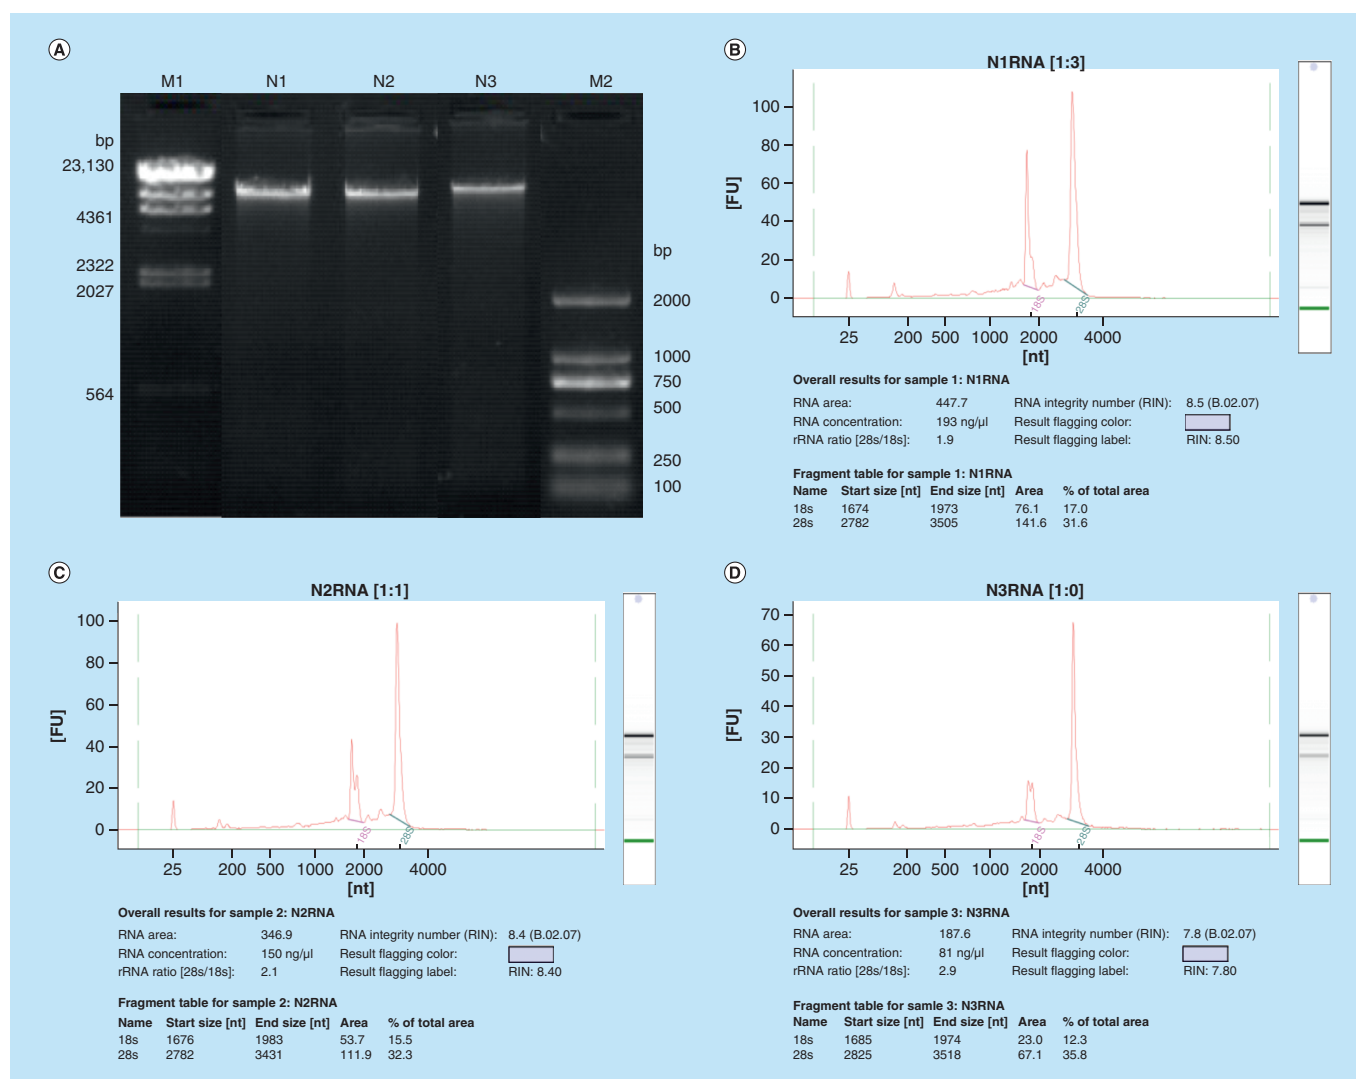 A
M1 N1 N2 N3 M2
bp
23,130
4361
2322
2027
564
bp
2000
1000
750
500
250
100
B
N1RNA [1:3]
[FU]
100
80
60
40
20
0
18S 28S
25 200 500 1000 2000 4000
[nt]
Overall results for sample 1: N1RNA
RNA area: 447.7 RNA integrity number (RIN): 8.5 (B.02.07)
RNA concentration: 193 ng/µl Result flagging color:
rRNA ratio [28s/18s]: 1.9 Result flagging label: RIN: 8.50
Fragment table for sample 1: N1RNA
Name Start size [nt] End size [nt] Area % of total area
18s 1674 1973 76.1 17.0
28s 2782 3505 141.6 31.6
C
N2RNA [1:1]
[FU]
100
80
60
40
20
0
18S 28S
25 200 500 1000 2000 4000
[nt]
Overall results for sample 2: N2RNA
RNA area: 346.9 RNA integrity number (RIN): 8.4 (B.02.07)
RNA concentration: 150 ng/µl Result flagging color:
rRNA ratio [28s/18s]: 2.1 Result flagging label: RIN: 8.40
Fragment table for sample 2: N2RNA
Name Start size [nt] End size [nt] Area % of total area
18s 1676 1983 53.7 15.5
28s 2782 3431 111.9 32.3
D
N3RNA [1:0]
[FU]
70
60
50
40
30
20
10
0
18S 28S
25 200 500 1000 2000 4000
[nt]
Overall results for sample 3: N3RNA
RNA area: 187.6 RNA integrity number (RIN): 7.8 (B.02.07)
RNA concentration: 81 ng/µl Result flagging color:
rRNA ratio [28s/18s]: 2.9 Result flagging label: RIN: 7.80
Fragment table for samle 3: N3RNA
Name Start size [nt] End size [nt] Area % of total area
18s 1685 1974 23.0 12.3
28s 2825 3518 67.1 35.8